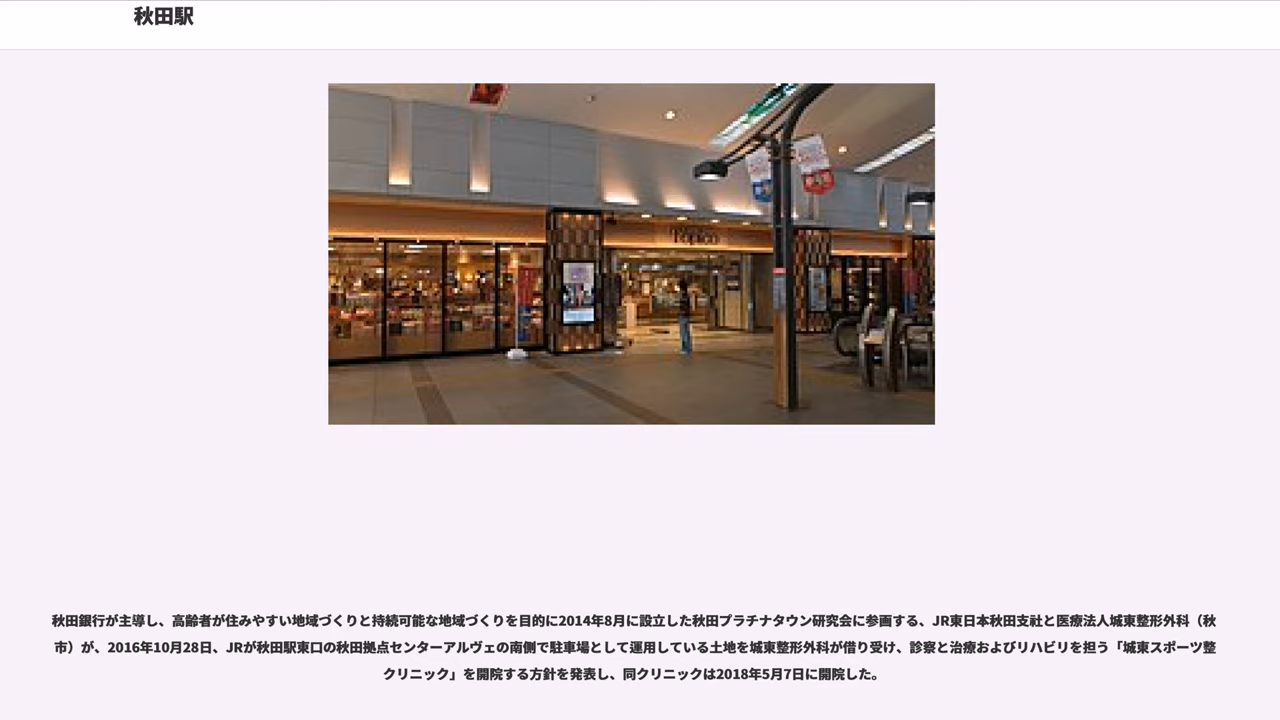 秋田駅
Topico
秋田銀行が主導し、高齢者が住みやすい地域づくりと持続可能な地域づくりを目的に2014年8月に設立した秋田プラチナタウン研究会に参画する、JR東日本秋田支社と医療法人城東整形外科（秋
市）が、2016年10月28日、JRが秋田駅東口の秋田拠点センターアルヴェの南側で駐車場として運用している土地を城東整形外科が借り受け、診察と治療およびリハビリを担う「城東スポーツ整
クリニック」を開院する方針を発表し、同クリニックは2018年5月7日に開院した。